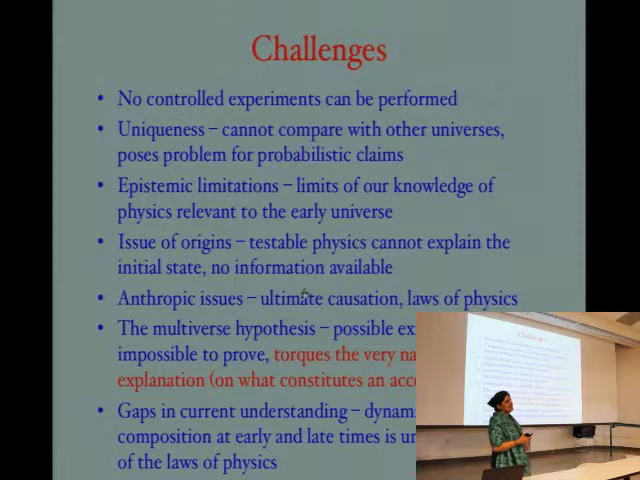 Challenges
• No controlled experiments can be performed
• Uniqueness – cannot compare with other universes,
poses problem for probabilistic claims
• Epistemic limitations – limits of our knowledge of
physics relevant to the early universe
• Issue of origins – testable physics cannot explain the
initial state, no information available
• Anthropic issues – ultimate causation, laws of physics
• The multiverse hypothesis – possible ex
impossible to prove, torques the very na
explanation (on what constitutes an acc
• Gaps in current understanding – dynam
composition at early and late times is un
of the laws of physics
Challenges